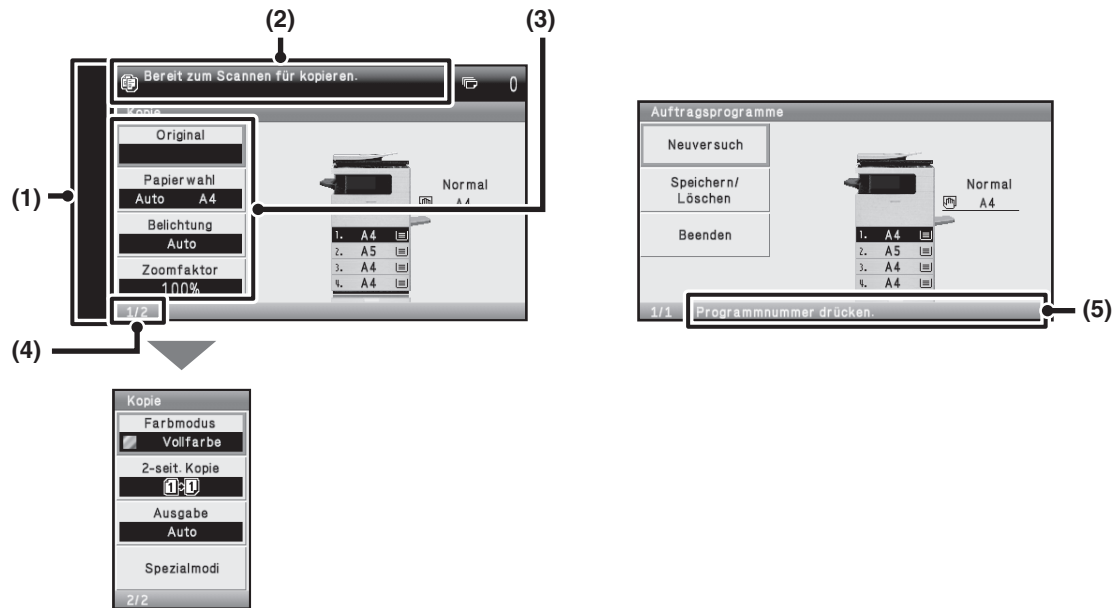 (2)
(3)
Bereit zum Scannen für kopieren.
0
Kopie
Original
Papierwahl
Auto A4
Belichtung
Auto
Zoomfaktor
100%
1/2
Normal
A4
1. A4
2. A5
3. A4
4. A4
(1)
(4)
Auftragsprogramme
Neuversuch
Speichern/
Löschen
Beenden
Normal
A4
1. A4
2. A5
3. A4
4. A4
1/1 Programmnummer drücken.
(5)
Kopie
Farbmodus
Vollfarbe
2-seit. Kopie
1 1
Ausgabe
Auto
Spezialmodi
2/2